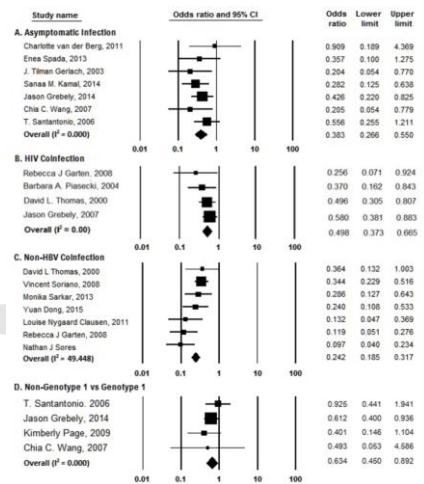 Study name Odds ratio and 95% CI Odds ratio Lower limit Upper limit
A. Asymptomatic Infection
Charlotte van der Berg, 2011 0.909 0.189 4.369
Enea Spada, 2013 0.357 0.100 1.275
J. Tilman Gerlach, 2003 0.204 0.054 0.770
Sanaa M. Kamal, 2014 0.282 0.125 0.638
Jason Grebely, 2014 0.426 0.220 0.825
Chia C. Wang, 2007 0.205 0.054 0.779
T. Santantonio, 2006 0.556 0.255 1.211
Overall (I² = 0.000) 0.383 0.266 0.550
0.01 0.1 1 10 100
B. HIV Coinfection
Rebecca J Garten, 2008 0.256 0.071 0.924
Barbara A. Piasecki, 2004 0.370 0.162 0.843
David L. Thomas, 2000 0.496 0.305 0.807
Jason Grebely, 2007 0.580 0.381 0.883
Overall (I² = 0.00) 0.498 0.373 0.665
0.01 0.1 1 10 100
C. Non-HBV Coinfection
David L Thomas, 2000 0.364 0.132 1.003
Vincent Soriano, 2008 0.344 0.229 0.516
Monika Sarkar, 2013 0.286 0.127 0.643
Yuan Dong, 2015 0.240 0.108 0.533
Louise Nygaard Clausen, 2011 0.132 0.047 0.369
Rebecca J Garten, 2008 0.119 0.051 0.276
Nathan J Sores 0.097 0.040 0.234
Overall (I² = 49.448) 0.242 0.185 0.317
0.01 0.1 1 10 100
D. Non-Genotype 1 vs Genotype 1
T. Santantonio. 2006 0.925 0.441 1.941
Jason Grebely, 2014 0.612 0.400 0.936
Kimberly Page, 2009 0.401 0.146 1.104
Chia C. Wang, 2007 0.493 0.053 4.586
Overall (I² = 0.000) 0.634 0.450 0.892
0.01 0.1 1 10 100